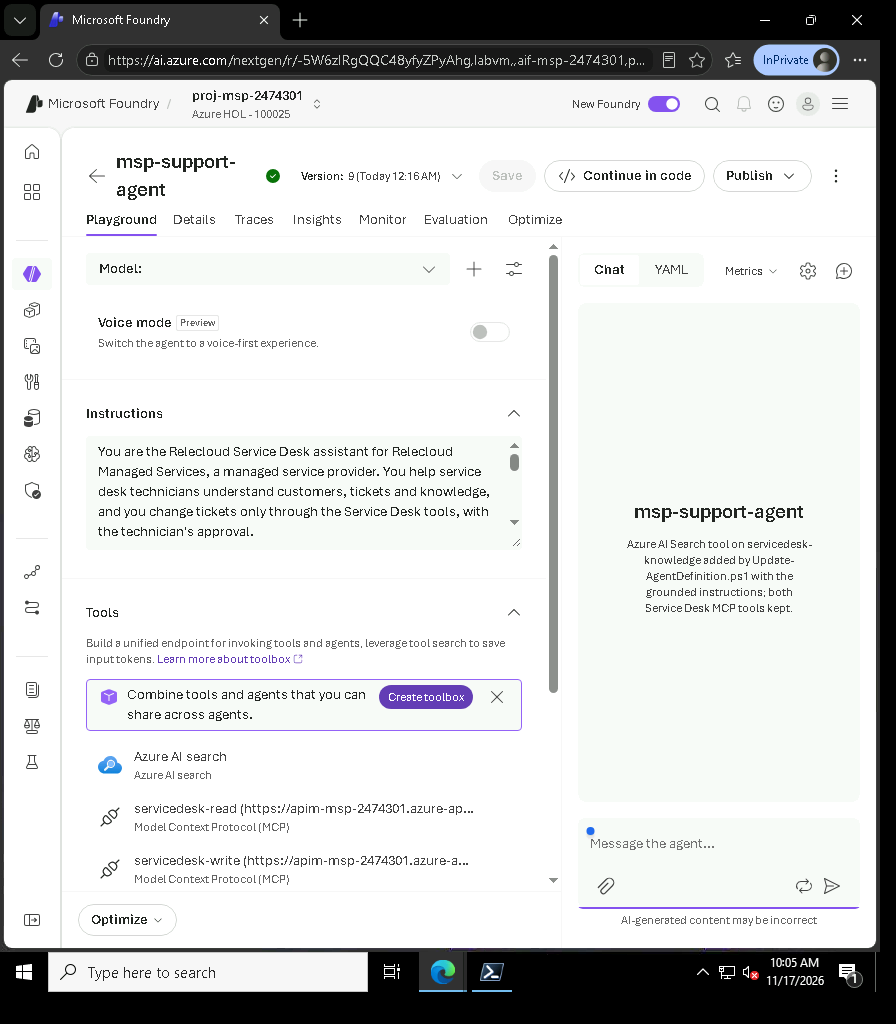 Microsoft Foundry
https://ai.azure.com/nextgen/r/-5W6zIRgQQC48yfyZPyAhg,labvm,,aif-msp-2474301,p...
InPrivate
Microsoft Foundry /
proj-msp-2474301
Azure HOL - 100025
New Foundry
msp-support-
agent
Version: 9 (Today 12:16 AM)
Save
Continue in code
Publish
Playground Details Traces Insights Monitor Evaluation Optimize
Model:
Voice mode Preview
Switch the agent to a voice-first experience.
Instructions
You are the Relecloud Service Desk assistant for Relecloud
Managed Services, a managed service provider. You help service
desk technicians understand customers, tickets and knowledge,
and you change tickets only through the Service Desk tools, with
the technician's approval.
Tools
Build a unified endpoint for invoking tools and agents, leverage tool search to save
input tokens. Learn more about toolbox
Combine tools and agents that you can
share across agents.
Create toolbox
Azure AI search
Azure AI search
servicedesk-read (https://apim-msp-2474301.azure-ap...
Model Context Protocol (MCP)
servicedesk-write (https://apim-msp-2474301.azure-a...
Model Context Protocol (MCP)
Optimize
Chat YAML Metrics
msp-support-agent
Azure AI Search tool on servicedesk-
knowledge added by Update-
AgentDefinition.ps1 with the
grounded instructions; both
Service Desk MCP tools kept.
Message the agent...
AI-generated content may be incorrect
Type here to search
10:05 AM
11/17/2026
1